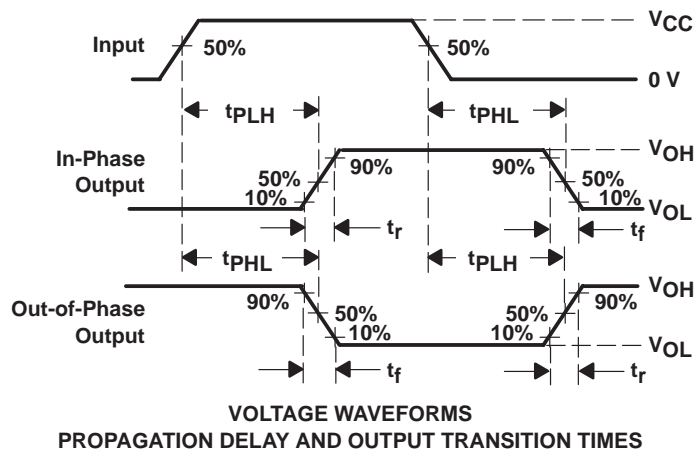 VCC
Input
50%
50%
0 V
tPLH
tPHL
In-Phase
Output
VOH
90%
90%
50%
50%
10%
10%
VOL
tr
tf
tPHL
tPLH
VOH
Out-of-Phase
Output
90%
90%
50%
50%
10%
10%
VOL
tf
tr
VOLTAGE WAVEFORMS
PROPAGATION DELAY AND OUTPUT TRANSITION TIMES